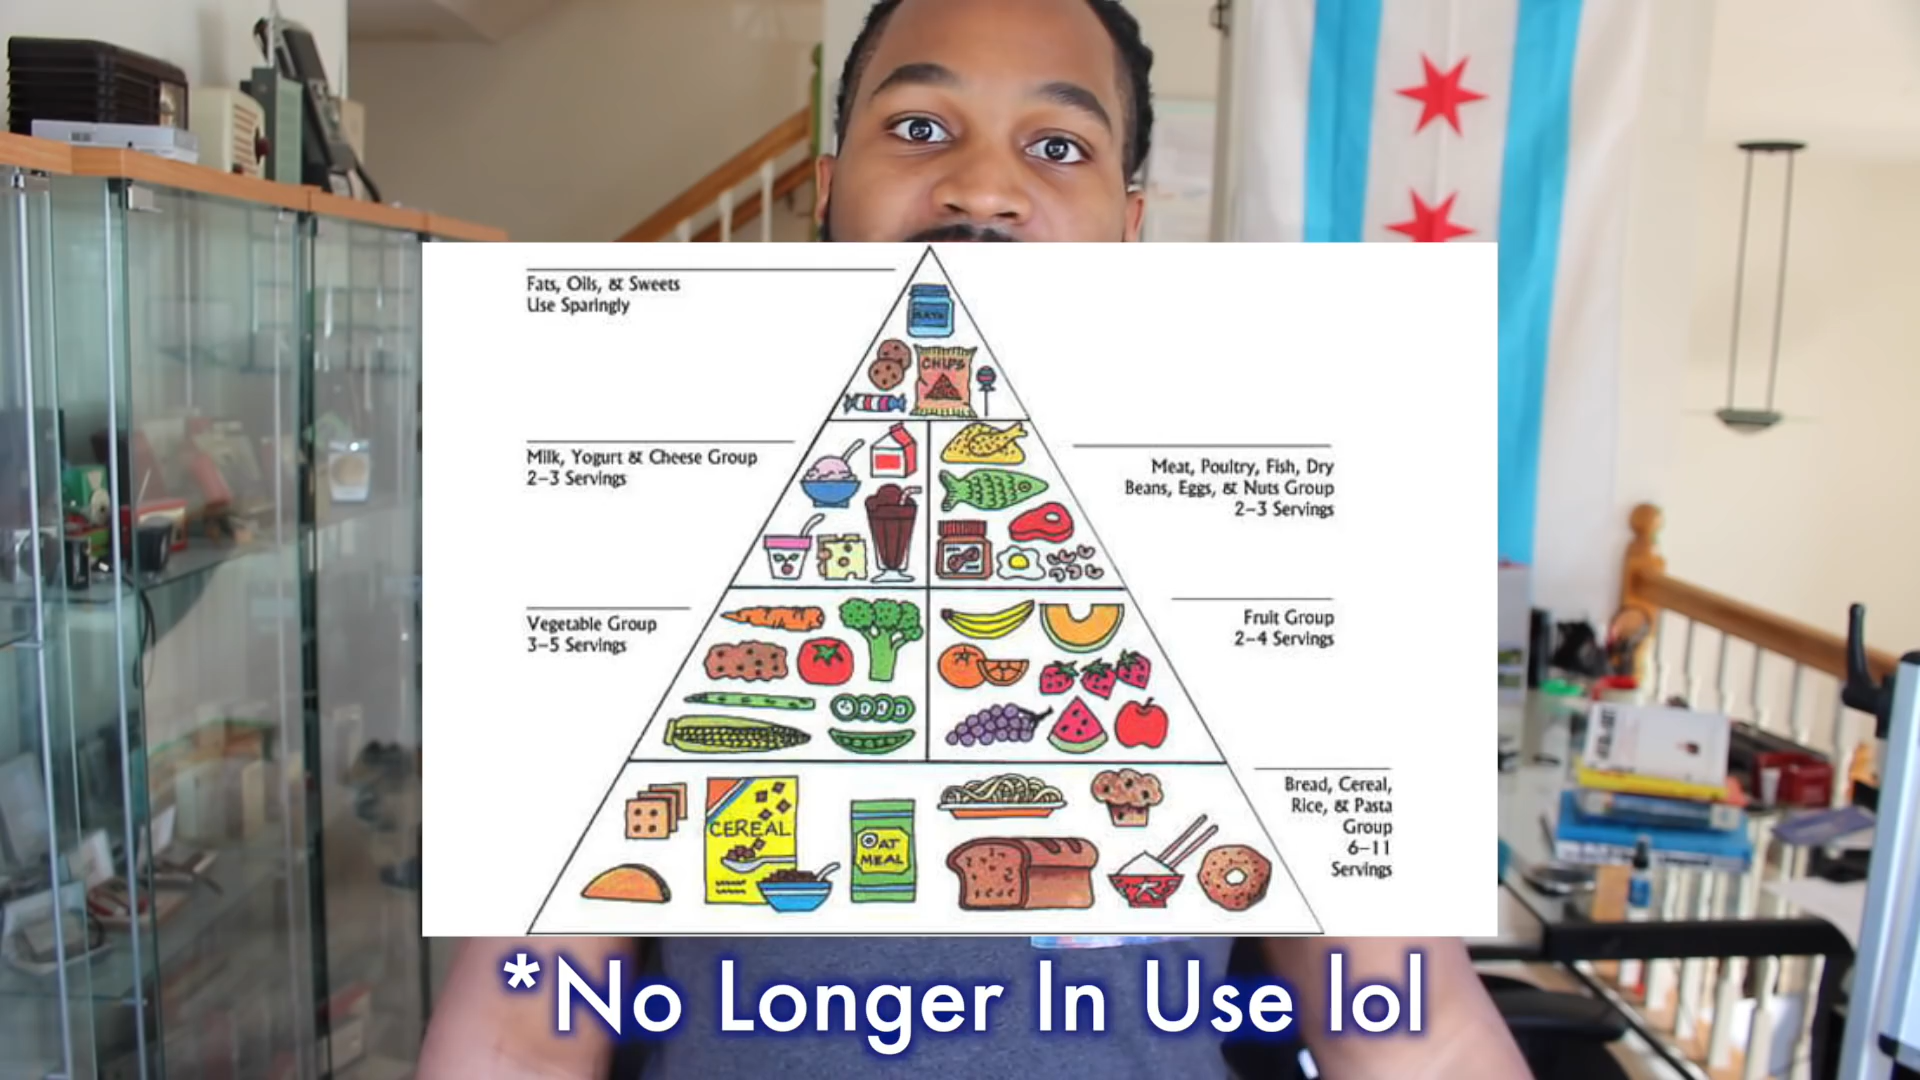 Fats, Oils, & Sweets
Use Sparingly
CHIPS
Milk, Yogurt & Cheese Group
2-3 Servings
Meat, Poultry, Fish, Dry
Beans, Eggs, & Nuts Group
2-3 Servings
Vegetable Group
3-5 Servings
Fruit Group
2-4 Servings
CEREAL
OAT
MEAL
Bread, Cereal,
Rice, & Pasta
Group
6-11
Servings
*No Longer In Use lol